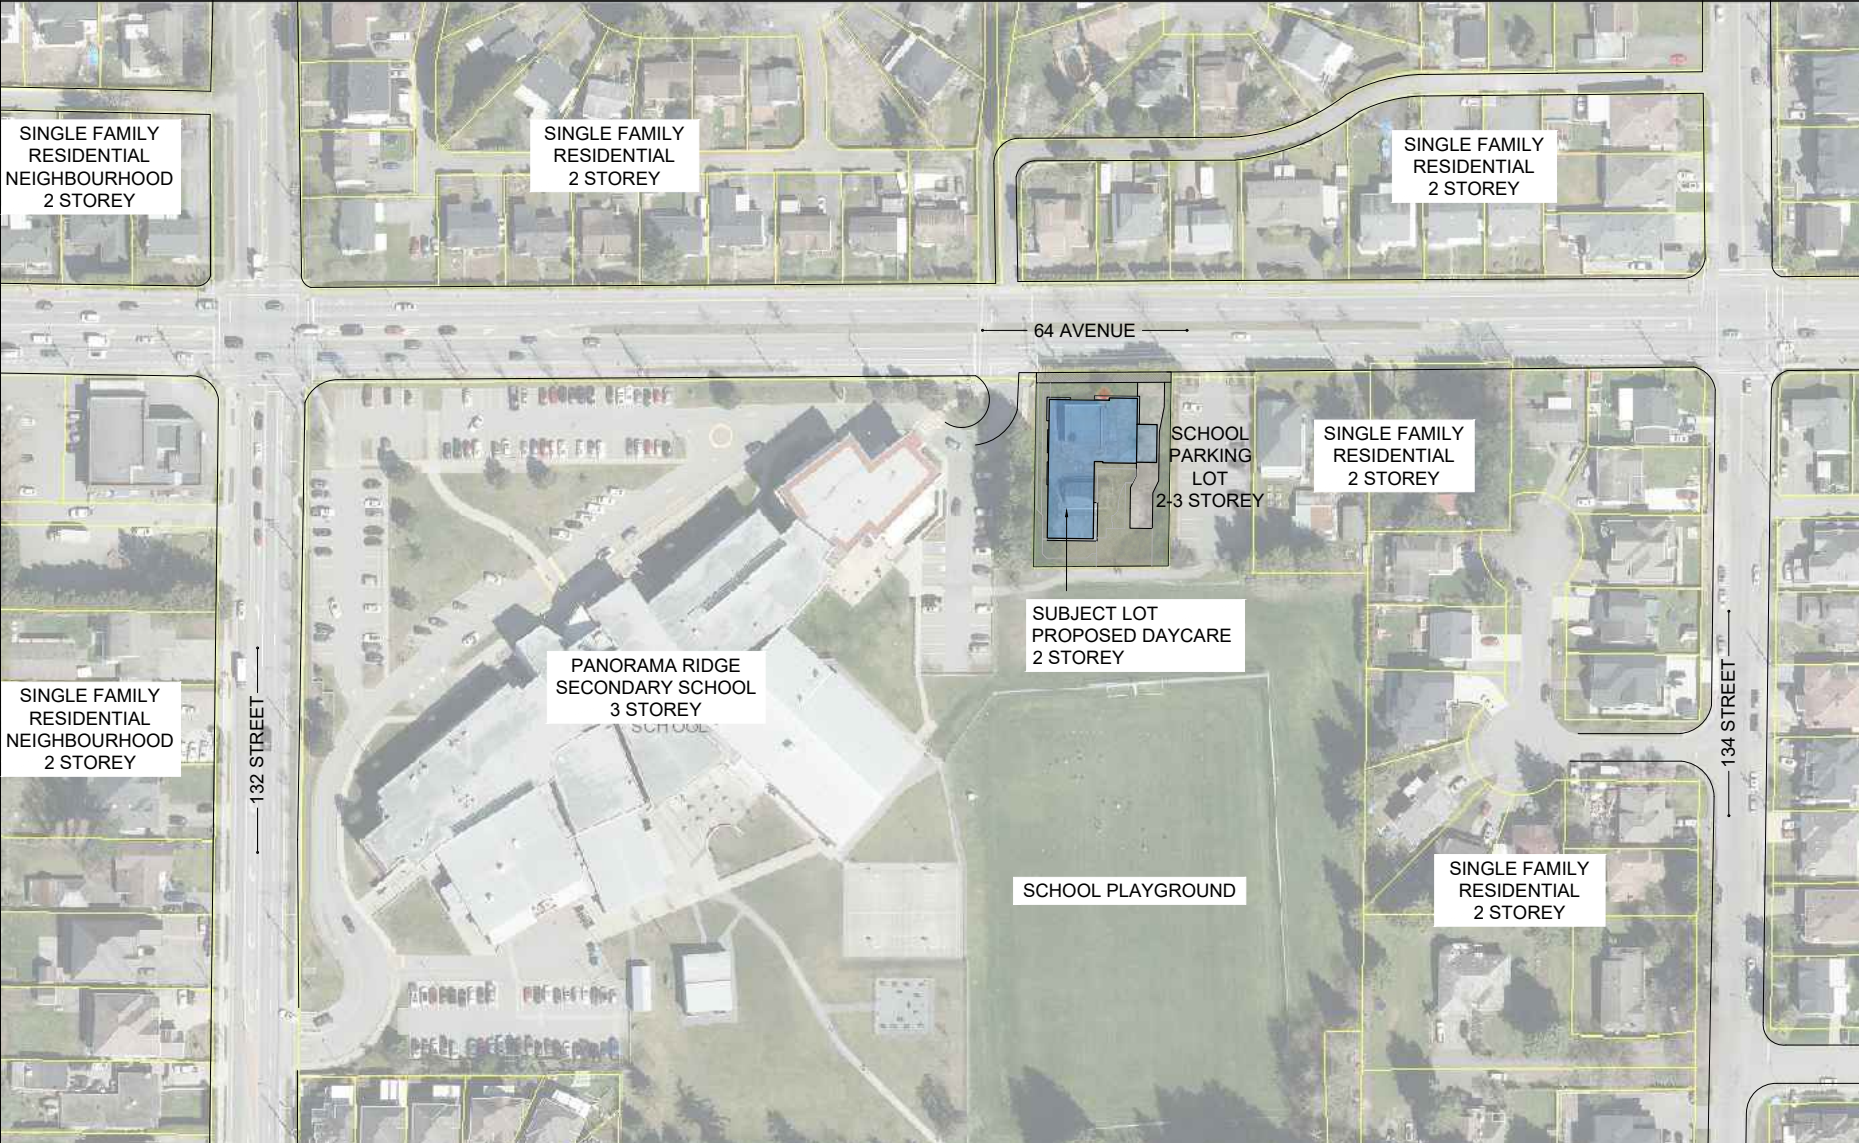 SINGLE FAMILY
RESIDENTIAL
NEIGHBOURHOOD
2 STOREY
SINGLE FAMILY
RESIDENTIAL
2 STOREY
SINGLE FAMILY
RESIDENTIAL
2 STOREY
64 AVENUE
SCHOOL
PARKING
LOT
2-3 STOREY
SINGLE FAMILY
RESIDENTIAL
2 STOREY
SUBJECT LOT
PROPOSED DAYCARE
2 STOREY
PANORAMA RIDGE
SECONDARY SCHOOL
3 STOREY
SCHOOL
SINGLE FAMILY
RESIDENTIAL
NEIGHBOURHOOD
2 STOREY
132 STREET
134 STREET
SCHOOL PLAYGROUND
SINGLE FAMILY
RESIDENTIAL
2 STOREY